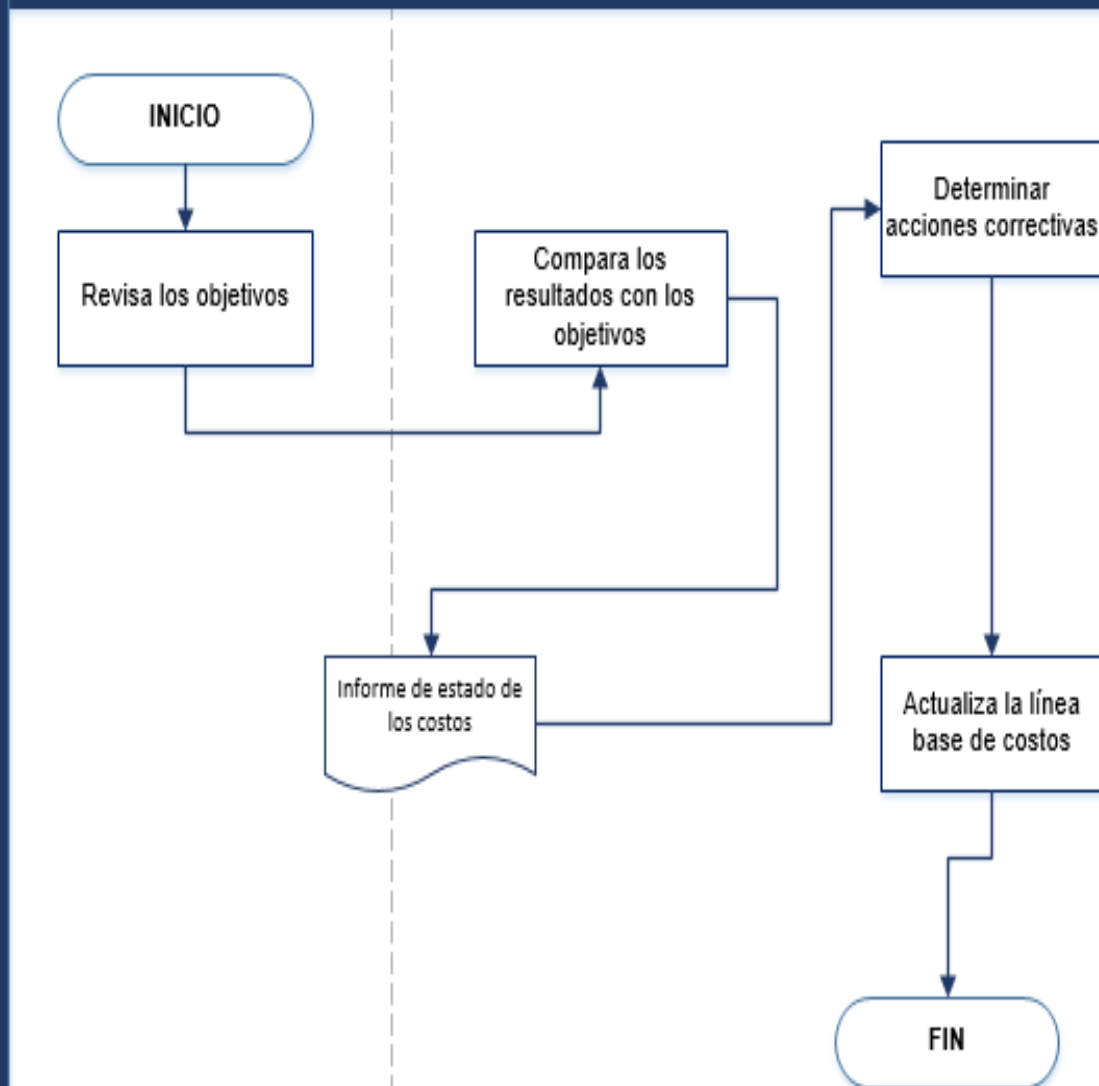 INICIO
Revisa los objetivos
Compara los
resultados con los
objetivos
Informe de estado de
los costos
Determinar
acciones correctivas
Actualiza la línea
base de costos
FIN